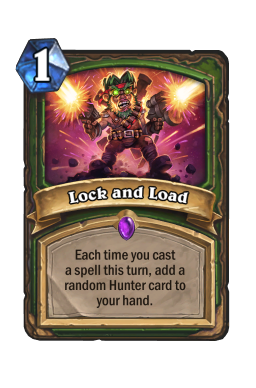 1
Lock and Load
Each time you cast
a spell this turn, add a
random Hunter card to
your hand.